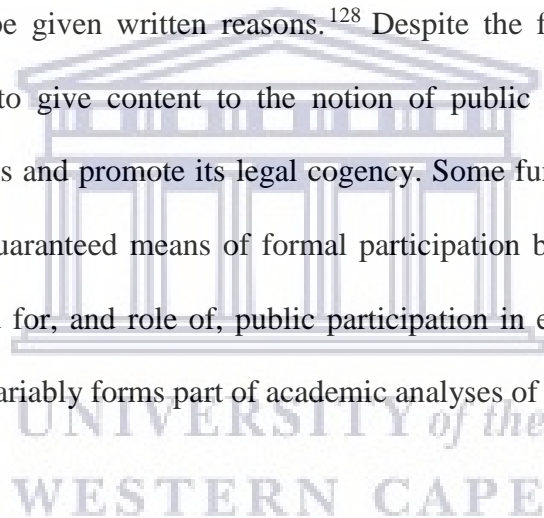 be given written reasons.128 Despite the f
to give content to the notion of public
s and promote its legal cogency. Some fur
uaranteed means of formal participation b
for, and role of, public participation in e
variably forms part of academic analyses of
UNIVERSITY of the
WESTERN CAPE